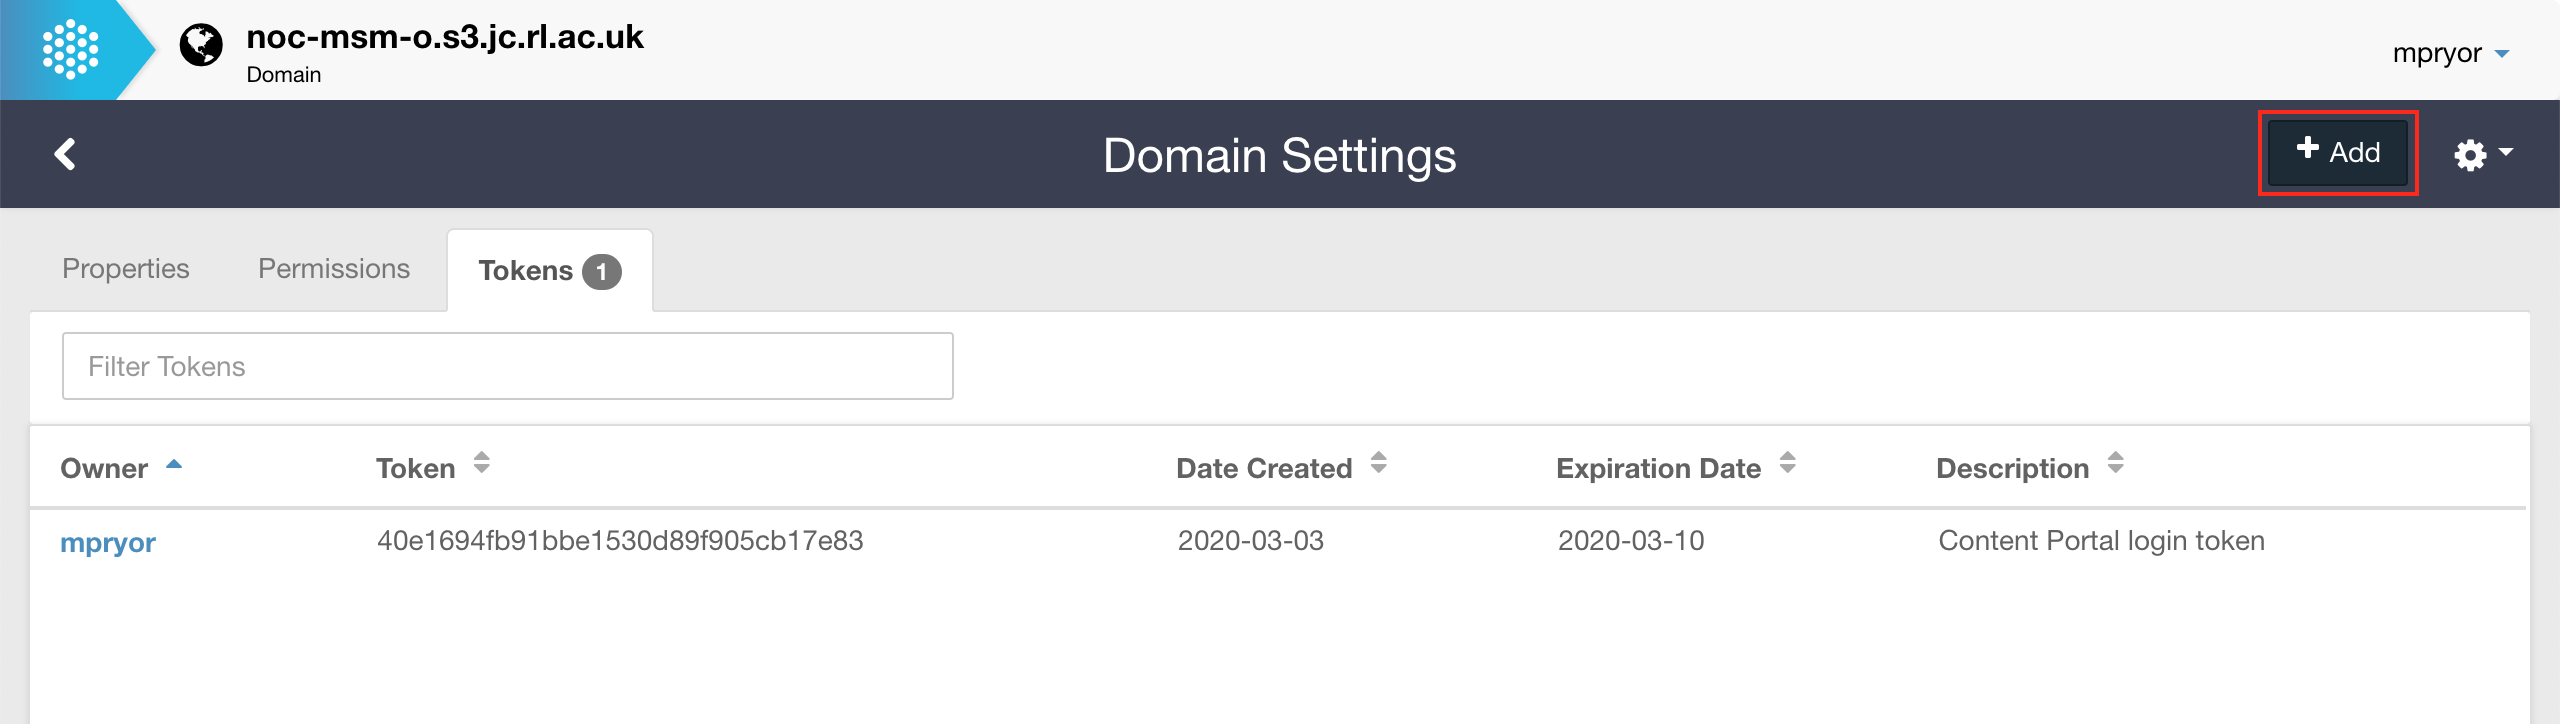 noc-msm-o.s3.jc.rl.ac.uk
Domain
mpryor
Domain Settings
Add
Properties Permissions Tokens 1
Filter Tokens
Owner Token Date Created Expiration Date Description
mpryor 40e1694fb91bbe1530d89f905cb17e83 2020-03-03 2020-03-10 Content Portal login token